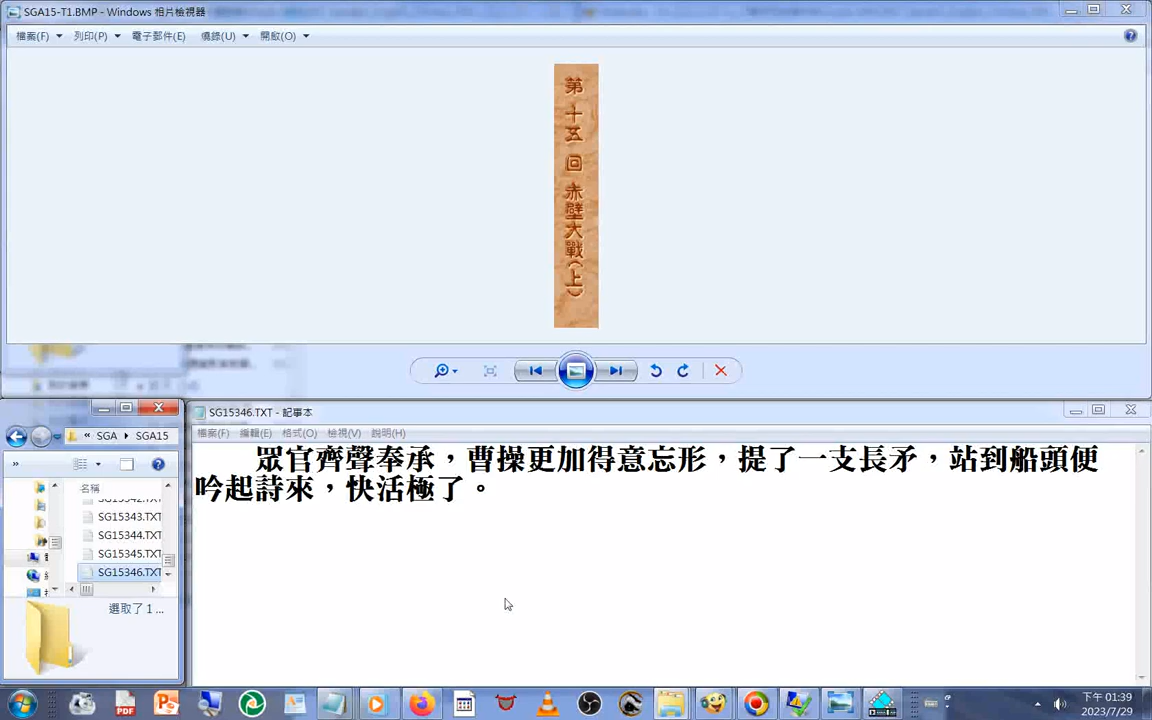 SGA15-T1.BMP - Windows 相片檢視器
檔案(F) 列印(P) 電子郵件(E) 燒錄(U) 開啟(O)
第十五回 赤壁大戰(上)
SG15346.TXT - 記事本
« SGA SGA15
檔案(F) 編輯(E) 格式(O) 檢視(V) 說明(H)
眾官齊聲奉承，曹操更加得意忘形，提了一支長矛，站到船頭便
吟起詩來，快活極了。
»
名稱
SG15342.TXT
SG15343.TXT
SG15344.TXT
SG15345.TXT
SG15346.TXT
選取了 1 ...
PDF
下午 01:39
2023/7/29